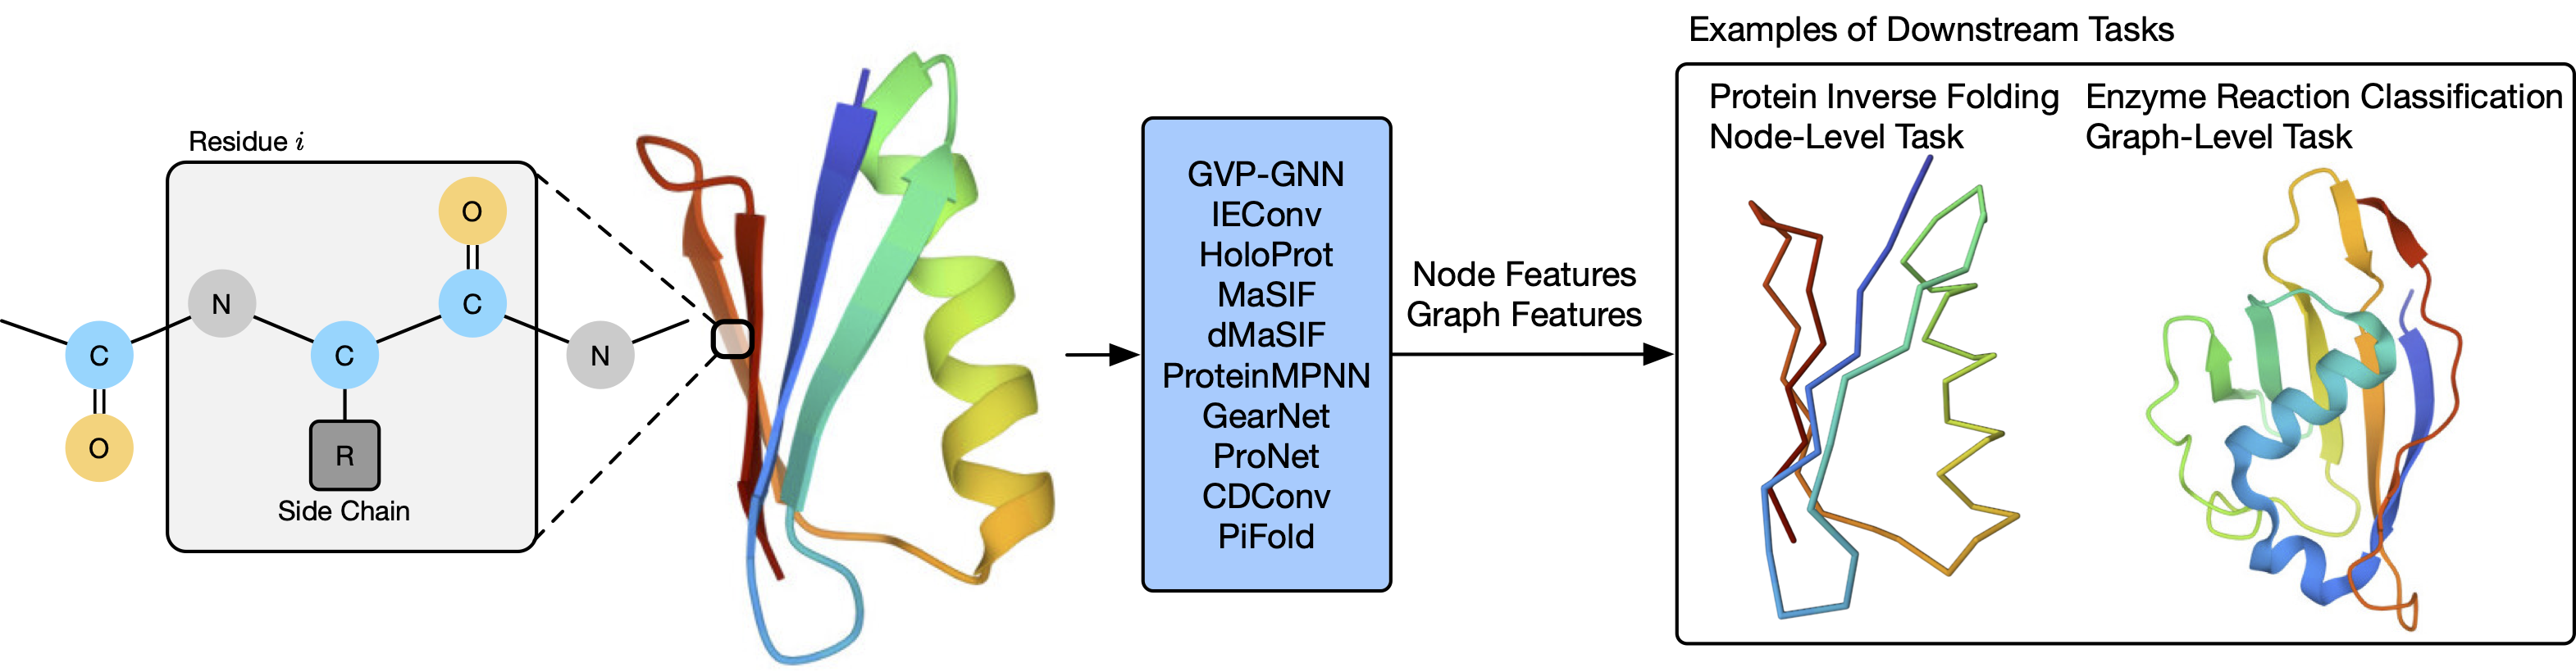 Residue i
C
O
N
C
R
Side Chain
O
C
N
GVP-GNN
IEConv
HoloProt
MaSIF
dMaSIF
ProteinMPNN
GearNet
ProNet
CDConv
PiFold
Node Features
Graph Features
Examples of Downstream Tasks
Protein Inverse Folding
Node-Level Task
Enzyme Reaction Classification
Graph-Level Task